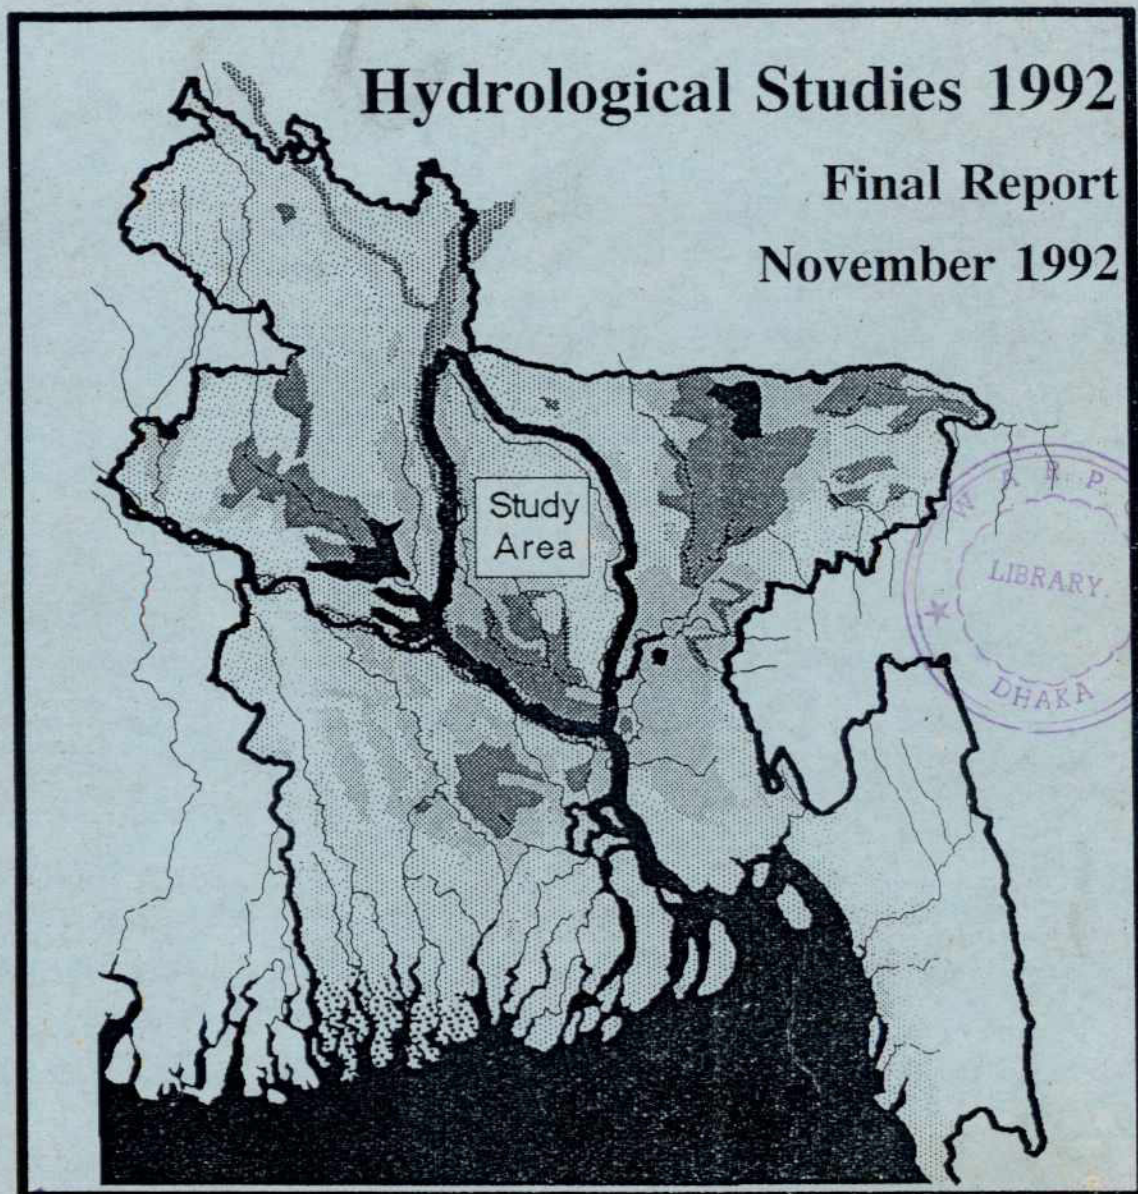 Hydrological Studies 1992
Final Report
November 1992
Study
Area
W A R P.
LIBRARY.
DHAKA